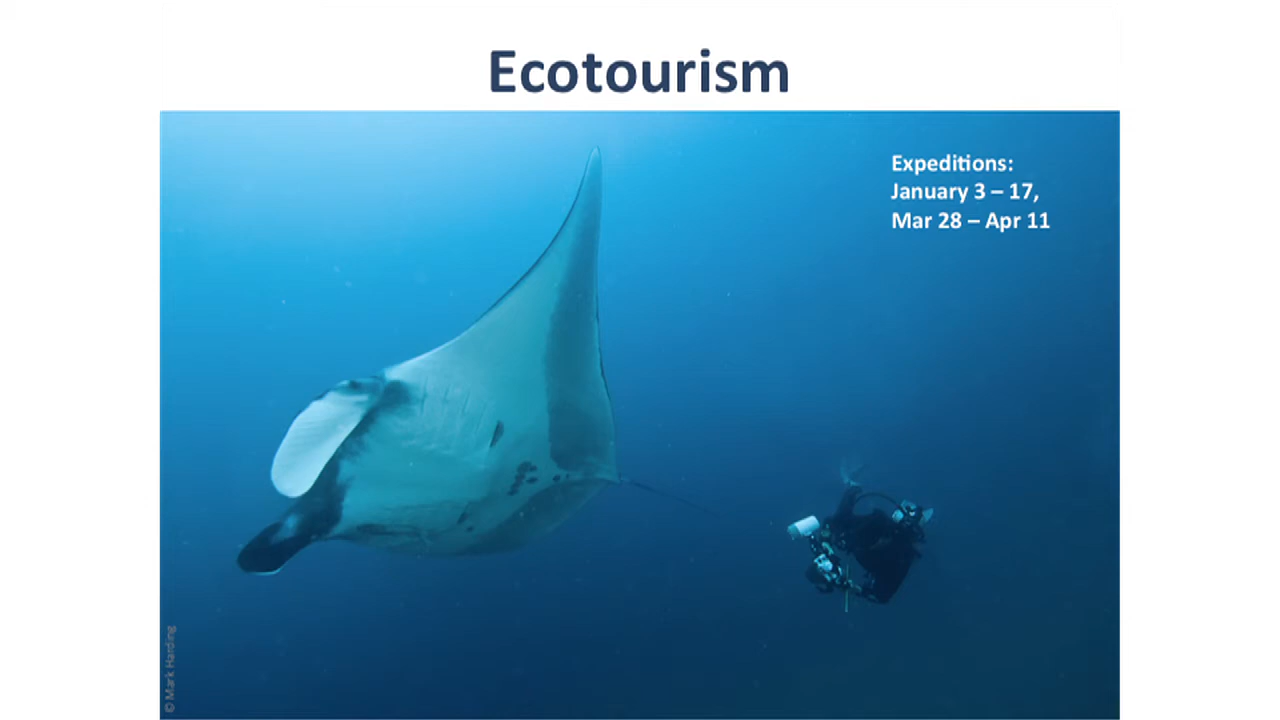 Ecotourism
Expeditions:
January 3 – 17,
Mar 28 – Apr 11
© Mark Harding